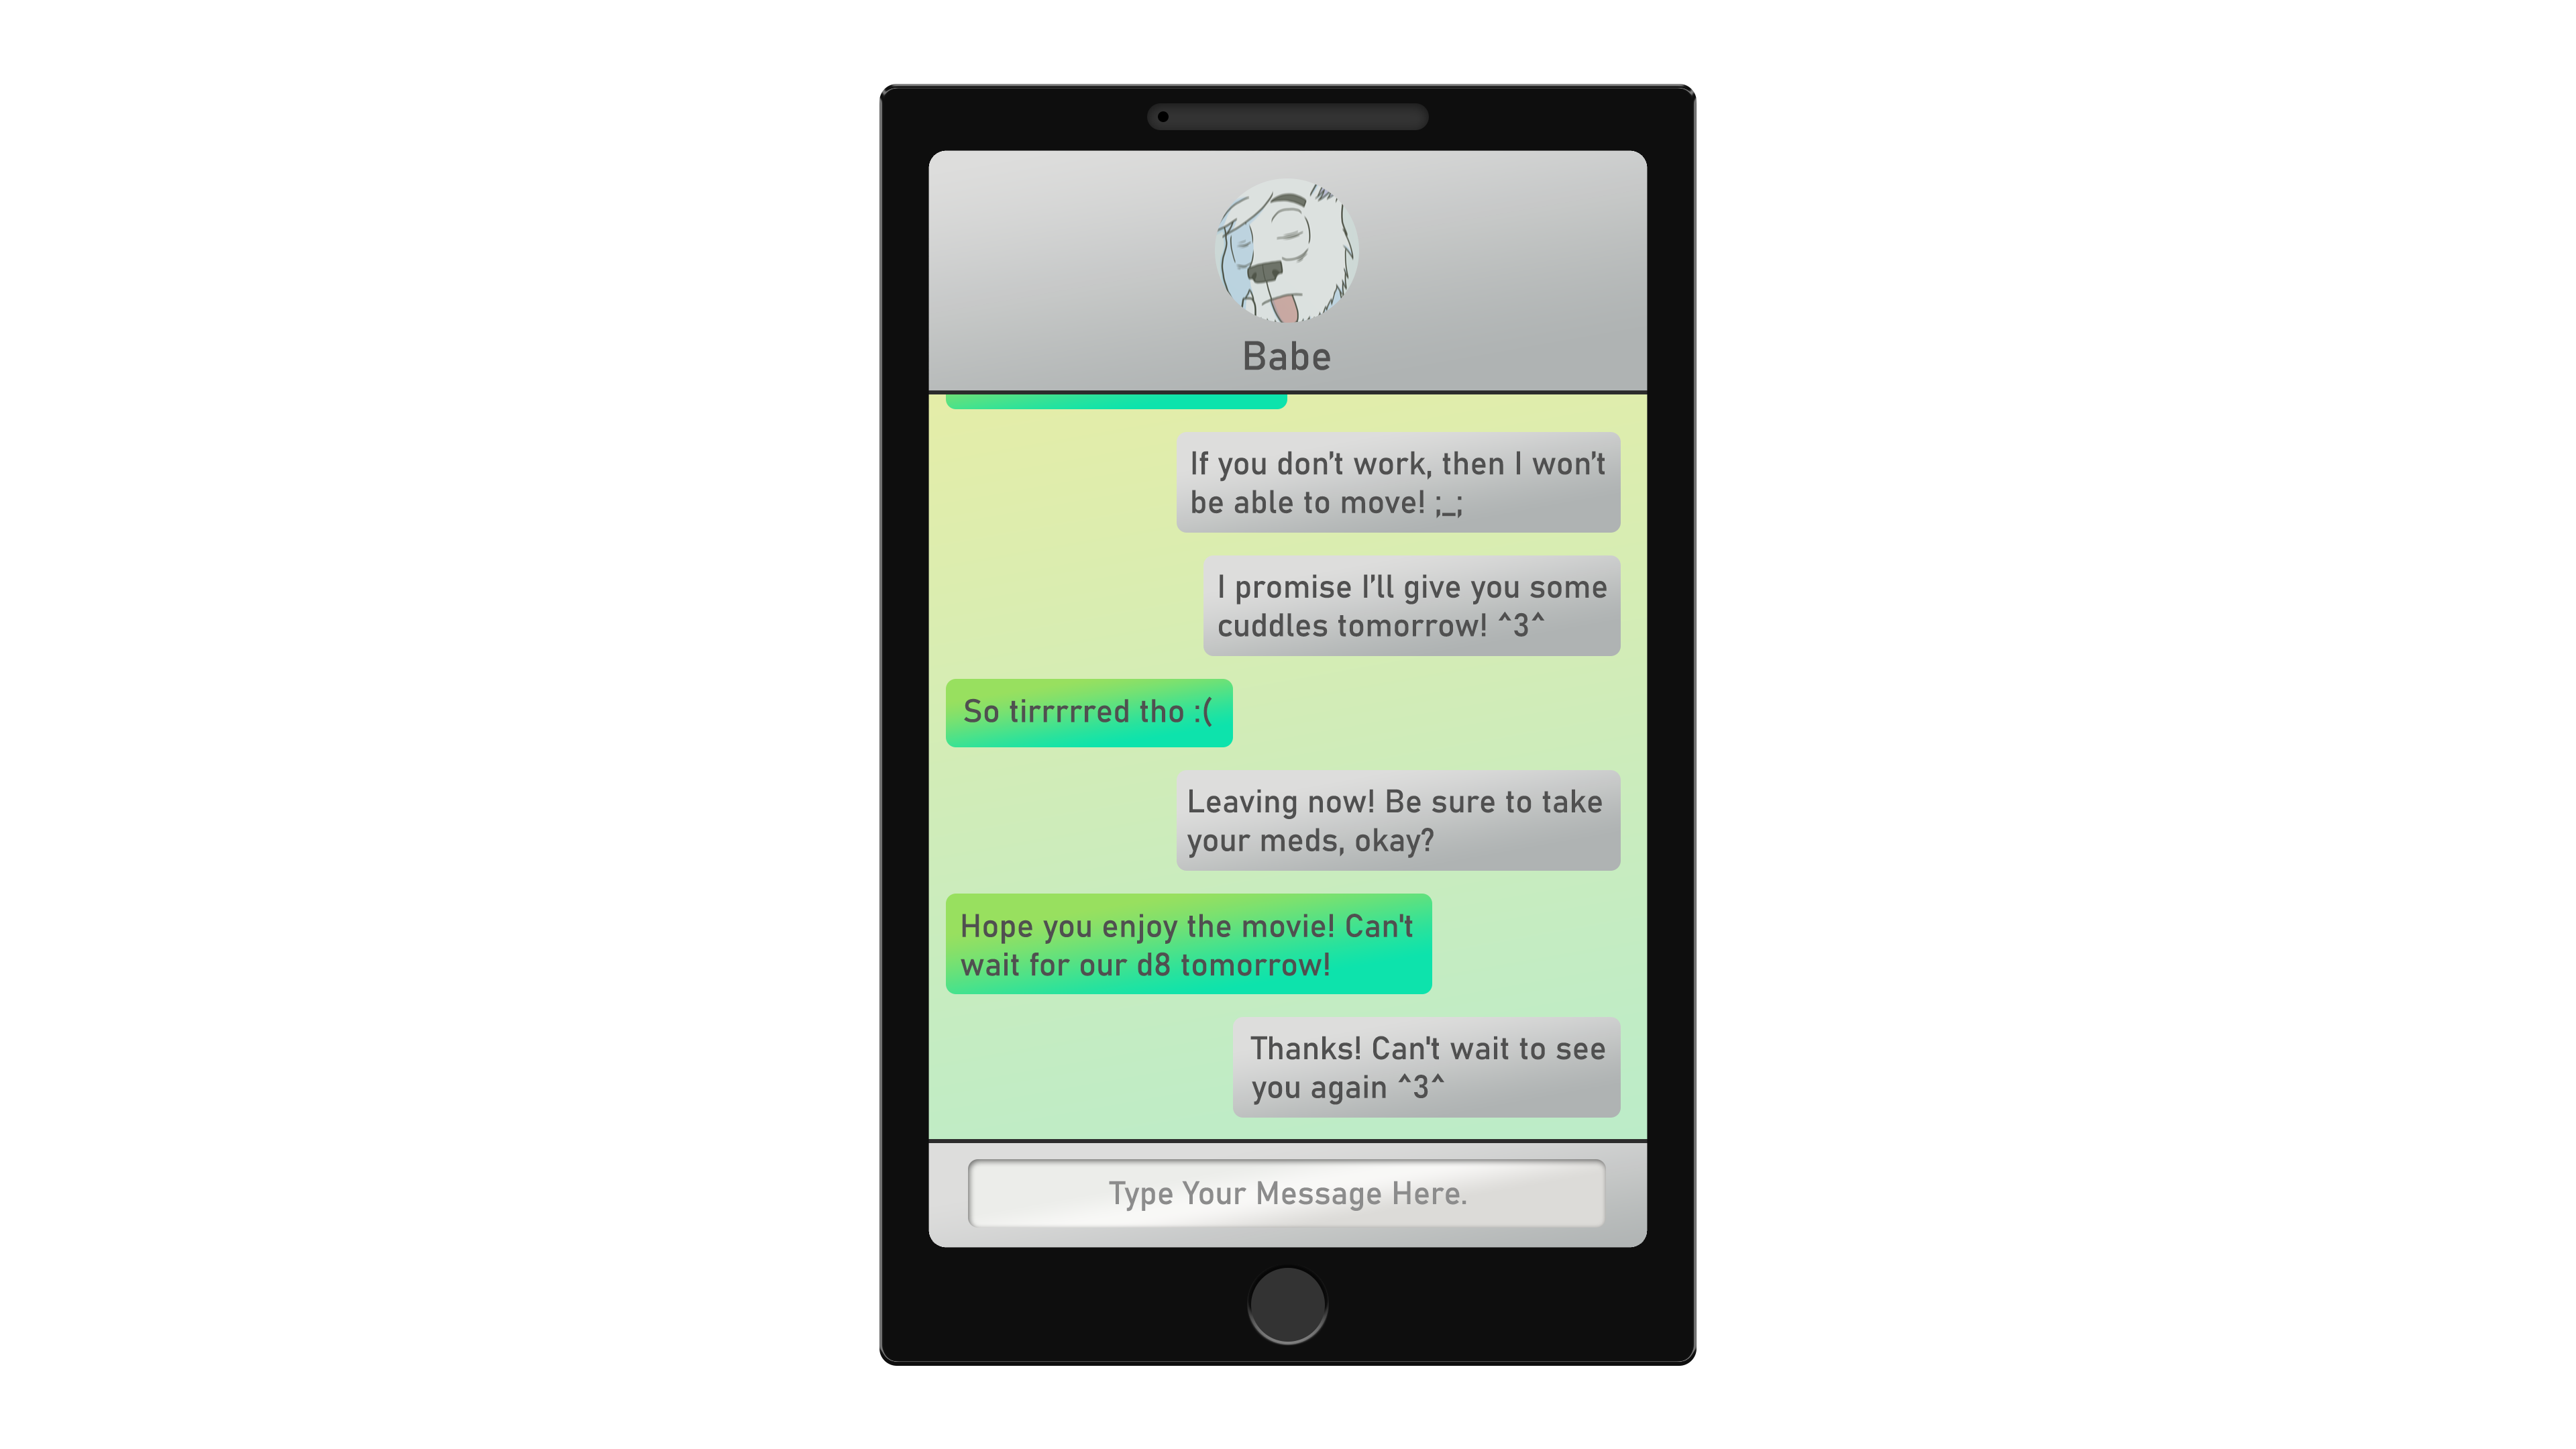 Babe
If you don’t work, then I won’t
be able to move! ;_;
I promise I’ll give you some
cuddles tomorrow! ^3^
So tirrrrred tho :(
Leaving now! Be sure to take
your meds, okay?
Hope you enjoy the movie! Can't
wait for our d8 tomorrow!
Thanks! Can't wait to see
you again ^3^
Type Your Message Here.